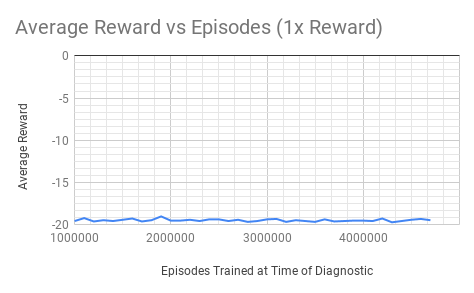 Average Reward vs Episodes (1x Reward)
0
-5
-10
-15
-20
Average Reward
1000000 2000000 3000000 4000000
Episodes Trained at Time of Diagnostic